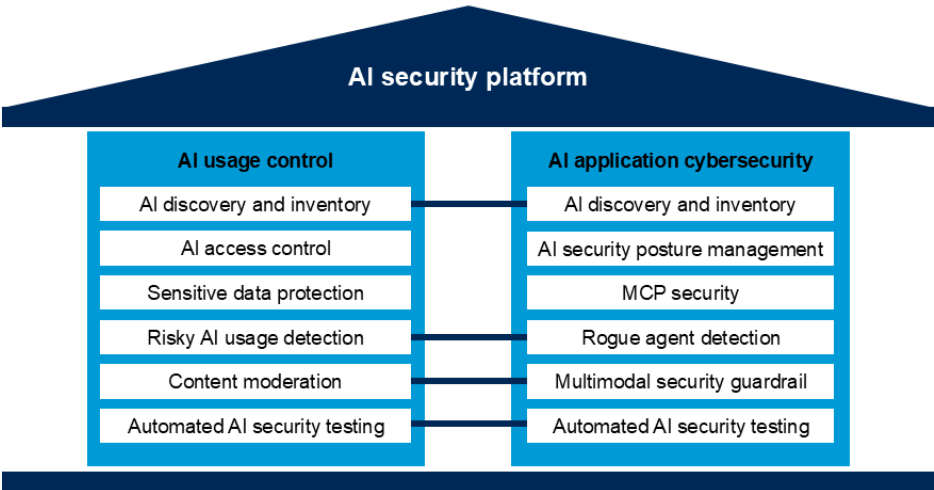 AI security platform
AI usage control
AI discovery and inventory
AI access control
Sensitive data protection
Risky AI usage detection
Content moderation
Automated AI security testing
AI application cybersecurity
AI discovery and inventory
AI security posture management
MCP security
Rogue agent detection
Multimodal security guardrail
Automated AI security testing